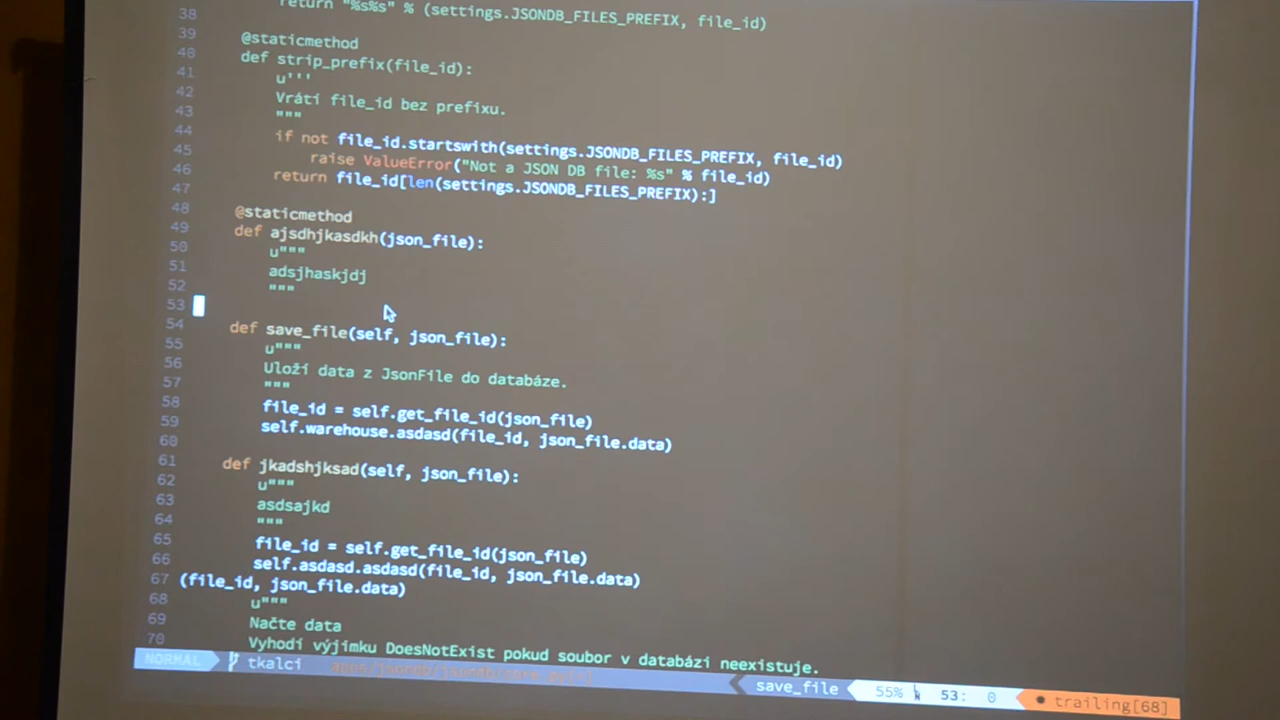 38 return "%s%s" % (settings.JSONDB_FILES_PREFIX, file_id)
39
40 @staticmethod
41 def strip_prefix(file_id):
42 u'''
43 Vrátí file_id bez prefixu.
44 """
45 if not file_id.startswith(settings.JSONDB_FILES_PREFIX, file_id)
46 raise ValueError("Not a JSON DB file: %s" % file_id)
47 return file_id[len(settings.JSONDB_FILES_PREFIX):]
48
49 @staticmethod
50 def ajsdhjkasdkh(json_file):
51 u"""
52 adsjhaskjdj
"""
53
54 def save_file(self, json_file):
55 u"""
56 Uloží data z JsonFile do databáze.
57 """
58 file_id = self.get_file_id(json_file)
59 self.warehouse.asdasd(file_id, json_file.data)
60
61 def jkadshjksad(self, json_file):
62 u"""
63 asdsajkd
64 """
65 file_id = self.get_file_id(json_file)
66 self.asdasd.asdasd(file_id, json_file.data)
67 (file_id, json_file.data)
68 u"""
69 Načte data
70 Vyhodí výjimku DoesNotExist pokud soubor v databázi neexistuje.
NORMAL tkalci save_file 55% 53: 0 trailing[68]